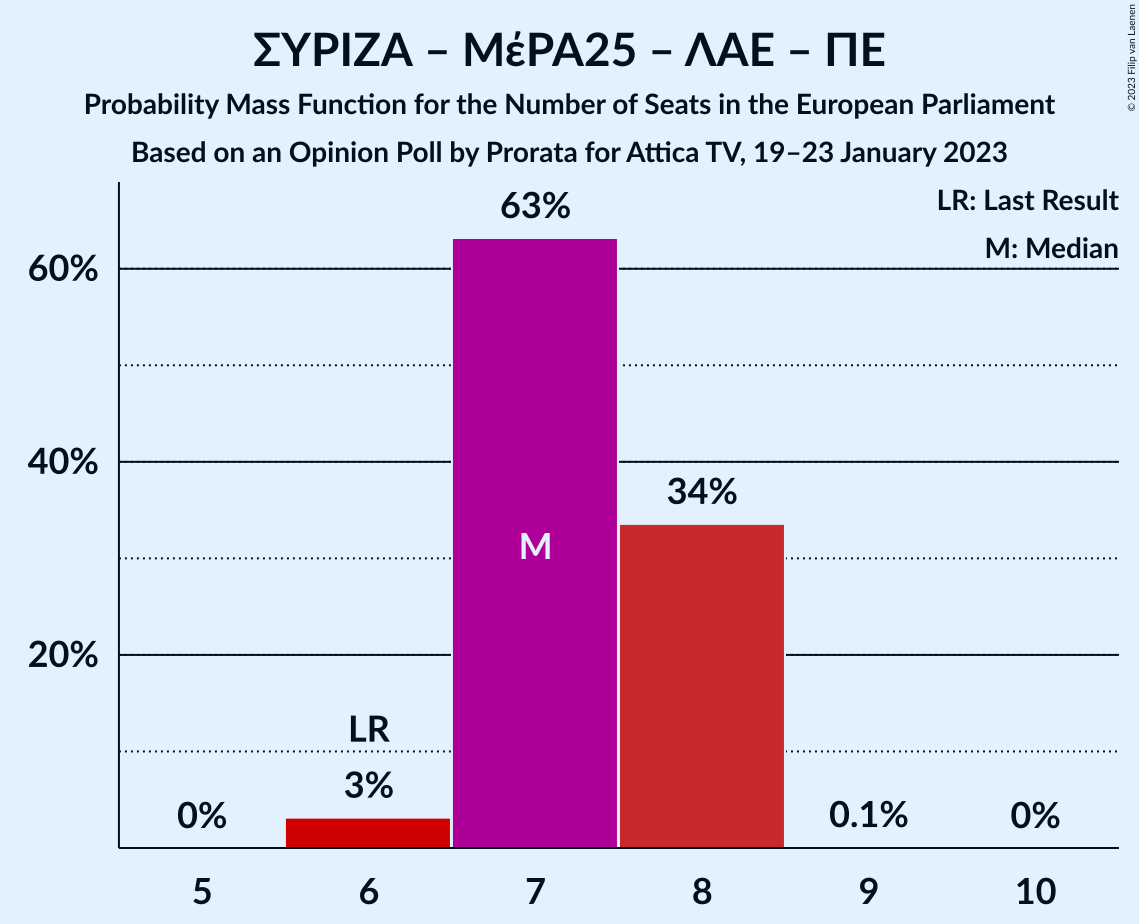 ΣΥΡΙΖΑ – ΜέΡΑ25 – ΛΑΕ – ΠΕ
Probability Mass Function for the Number of Seats in the European Parliament
Based on an Opinion Poll by Prorata for Attica TV, 19–23 January 2023
© 2023 Filip van Laenen
LR: Last Result
M: Median
63%
60%
40%
34%
M
20%
LR
3%
0%
0.1%
0%
5 6 7 8 9 10